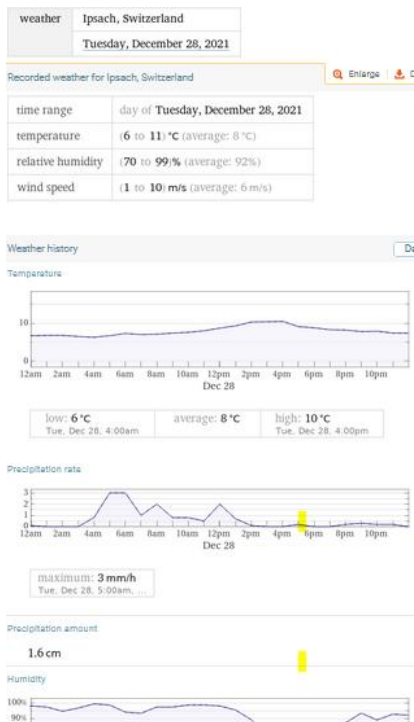 weather Ipsach, Switzerland
Tuesday, December 28, 2021
Recorded weather for Ipsach, Switzerland Enlarge
time range day of Tuesday, December 28, 2021
temperature (6 to 11) °C (average: 8 °C)
relative humidity (70 to 99)% (average: 92%)
wind speed (1 to 10) m/s (average: 6 m/s)
Weather history
Temperature
10
0
12am 2am 4am 6am 8am 10am 12pm 2pm 4pm 6pm 8pm 10pm
Dec 28
low: 6 °C average: 8 °C high: 10 °C
Tue, Dec 28, 4:00am Tue, Dec 28, 4:00pm
Precipitation rate
3
2
1
0
12am 2am 4am 6am 8am 10am 12pm 2pm 4pm 6pm 8pm 10pm
Dec 28
maximum: 3 mm/h
Tue, Dec 28, 5:00am, ...
Precipitation amount
1.6 cm
Humidity
100%
90%